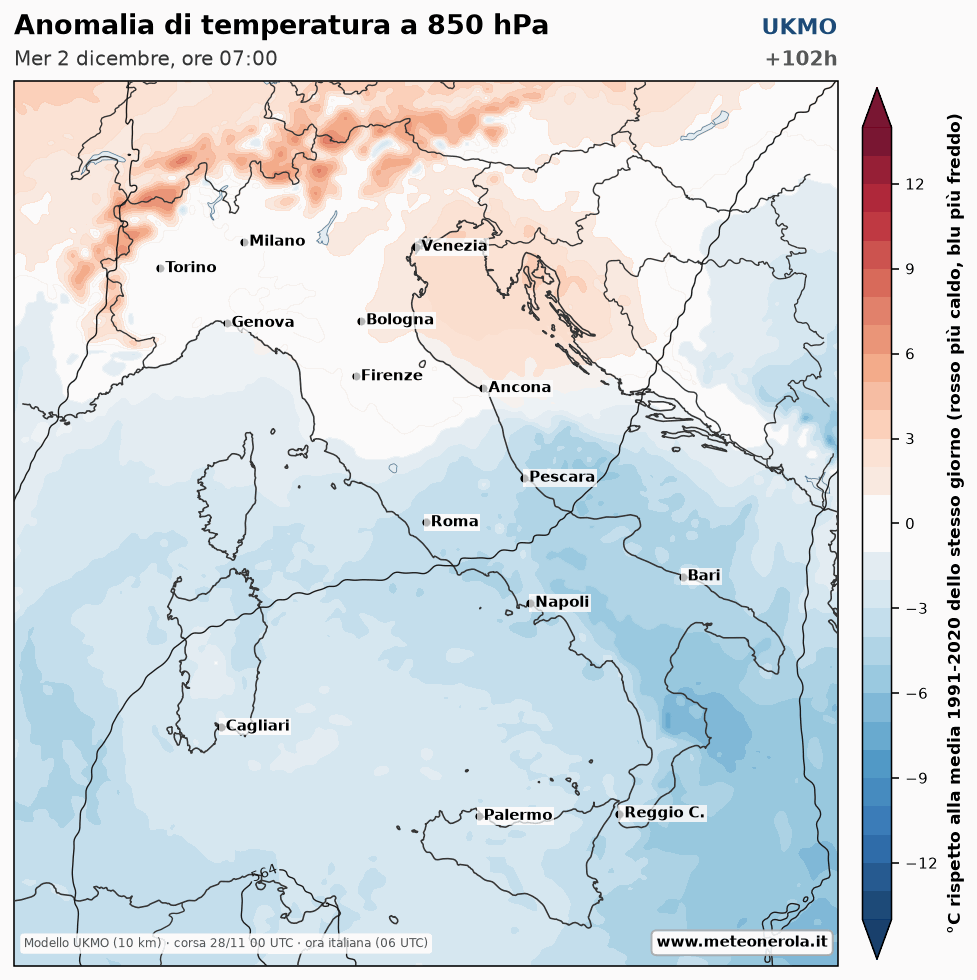 Anomalia di temperatura a 850 hPa
UKMO
Mer 2 dicembre, ore 07:00
+102h
Milano
Venezia
Torino
Genova
Bologna
Firenze
Ancona
Pescara
Roma
Bari
Napoli
Cagliari
Palermo
Reggio C.
564
12
9
6
3
0
−3
−6
−9
−12
°C rispetto alla media 1991-2020 dello stesso giorno (rosso più caldo, blu più freddo)
Modello UKMO (10 km) · corsa 28/11 00 UTC · ora italiana (06 UTC)
www.meteonerola.it